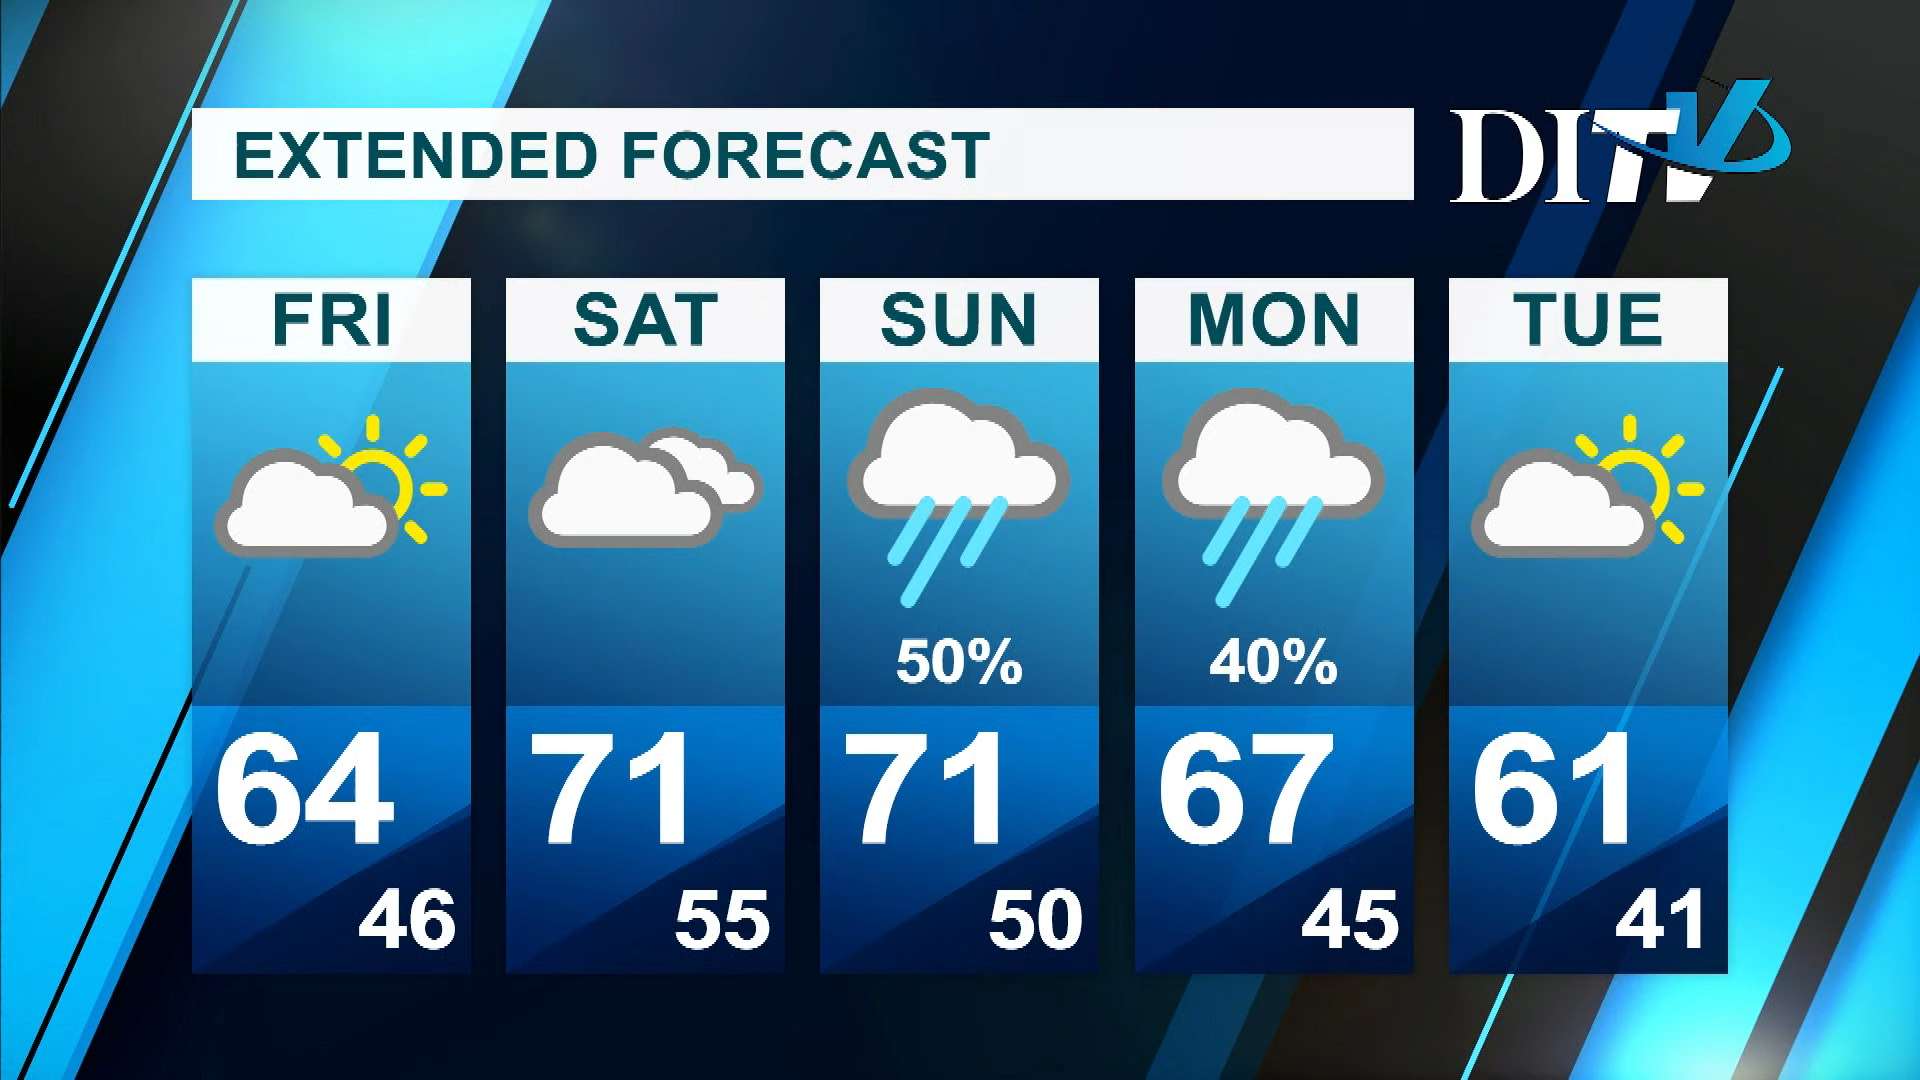 EXTENDED FORECAST
DITV
FRI
SAT
SUN
MON
TUE
50%
40%
64
71
71
67
61
46
55
50
45
41